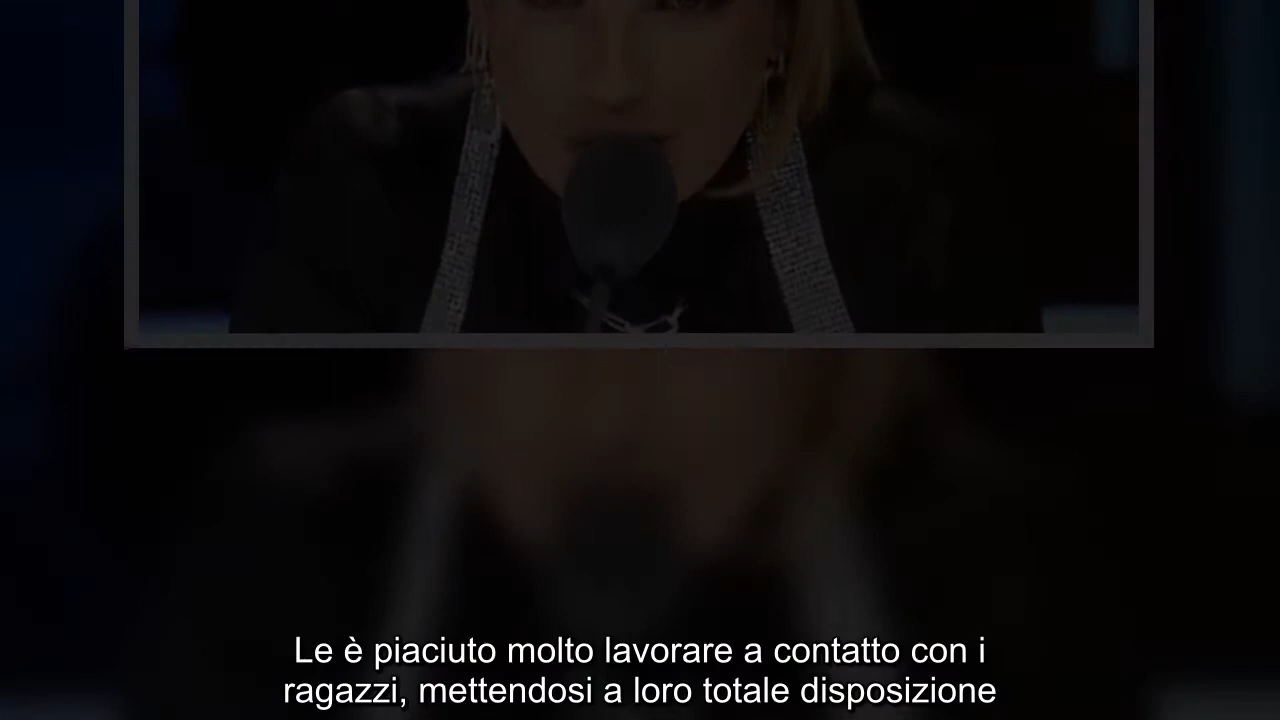 Le è piaciuto molto lavorare a contatto con i
ragazzi, mettendosi a loro totale disposizione